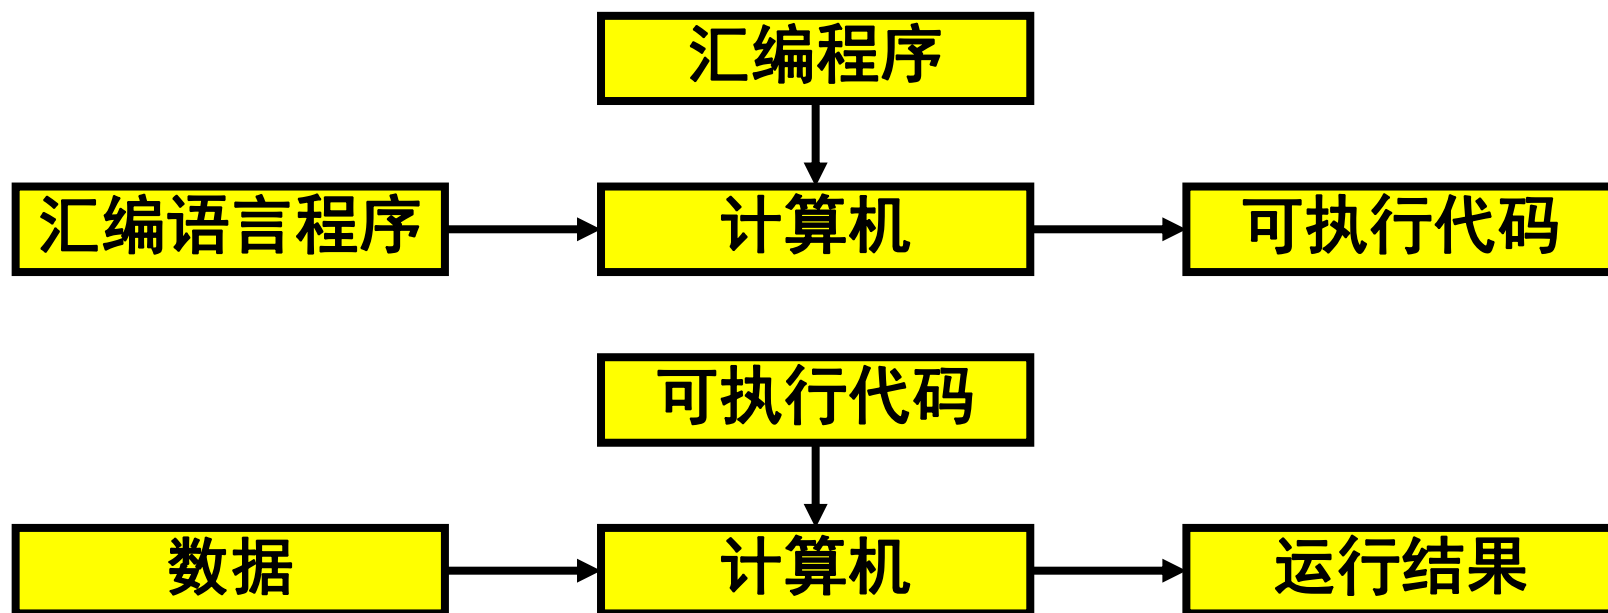 汇编程序
汇编语言程序
计算机
可执行代码
可执行代码
数据
计算机
运行结果